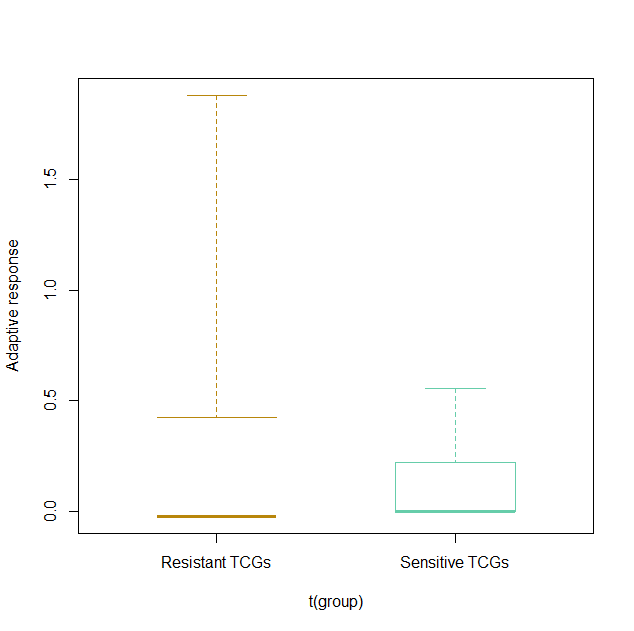 Adaptive response
1.5
1.0
0.5
0.0
Resistant TCGs
Sensitive TCGs
t(group)